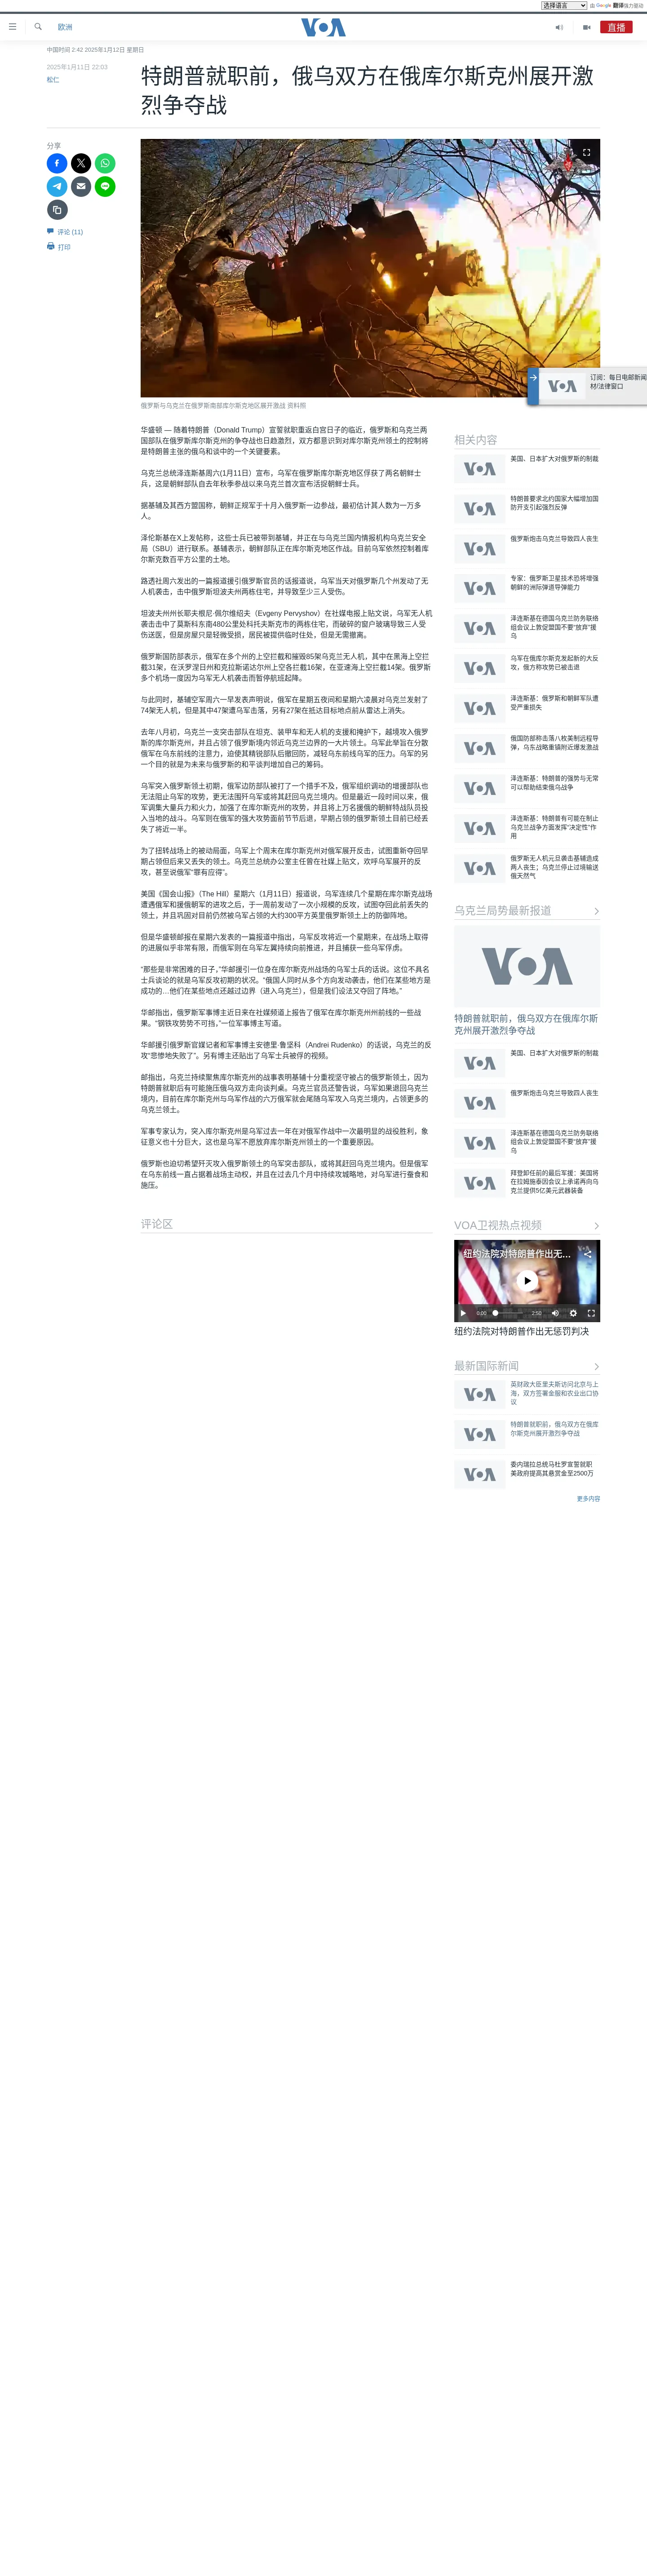 选择语言
由 Google 翻译强力驱动
欧洲
VOA
直播
中国时间 2:42 2025年1月12日 星期日
2025年1月11日 22:03
松仁
特朗普就职前，俄乌双方在俄库尔斯克州展开激
烈争夺战
分享
评论 (11)
打印
俄罗斯与乌克兰在俄罗斯南部库尔斯克地区展开激战 资料照
订阅：每日电邮新闻
材/法律窗口
华盛顿 — 随着特朗普（Donald Trump）宣誓就职重返白宫日子的临近，俄罗斯和乌克兰两
国部队在俄罗斯库尔斯克州的争夺战也日趋激烈，双方都意识到对库尔斯克州领土的控制将
是特朗普主张的俄乌和谈中的一个关键要素。
乌克兰总统泽连斯基周六(1月11日）宣布，乌军在俄罗斯库尔斯克地区俘获了两名朝鲜士
兵，这是朝鲜部队自去年秋季参战以来乌克兰首次宣布活捉朝鲜士兵。
据基辅及其西方盟国称，朝鲜正规军于十月入俄罗斯一边参战，最初估计其人数为一万多
人。
泽伦斯基在X上发帖称，这些士兵已被带到基辅，并正在与乌克兰国内情报机构乌克兰安全
局（SBU）进行联系。基辅表示，朝鲜部队正在库尔斯克地区作战。目前乌军依然控制着库
尔斯克数百平方公里的土地。
路透社周六发出的一篇报道援引俄罗斯官员的话报道说，乌军当天对俄罗斯几个州发动了无
人机袭击，击中俄罗斯坦波夫州两栋住宅，并导致至少三人受伤。
坦波夫州州长耶夫根尼·佩尔维绍夫（Evgeny Pervyshov）在社媒电报上贴文说，乌军无人机
袭击击中了莫斯科东南480公里处科托夫斯克市的两栋住宅，而破碎的窗户玻璃导致三人受
伤送医，但是房屋只是轻微受损，居民被提供临时住处，但是无需撤离。
俄罗斯国防部表示，俄军在多个州的上空拦截和摧毁85架乌克兰无人机，其中在黑海上空拦
截31架，在沃罗涅日州和克拉斯诺达尔州上空各拦截16架，在亚速海上空拦截14架。俄罗斯
多个机场一度因为乌军无人机袭击而暂停航班起降。
与此同时，基辅空军周六一早发表声明说，俄军在星期五夜间和星期六凌晨对乌克兰发射了
74架无人机，但是其中47架遭乌军击落，另有27架在抵达目标地点前从雷达上消失。
去年八月初，乌克兰一支突击部队在坦克、装甲车和无人机的支援和掩护下，越境攻入俄罗
斯的库尔斯克州，并且占领了俄罗斯境内邻近乌克兰边界的一大片领土。乌军此举旨在分散
俄军在乌东前线的注意力，迫使其精锐部队后撤回防，减轻乌东前线乌军的压力。乌军的另
一个目的就是为未来与俄罗斯的和平谈判增加自己的筹码。
乌军突入俄罗斯领土初期，俄军边防部队被打了一个措手不及，俄军组织调动的增援部队也
无法阻止乌军的攻势，更无法围歼乌军或将其赶回乌克兰境内。但是最近一段时间以来，俄
军调集大量兵力和火力，加强了在库尔斯克州的攻势，并且将上万名援俄的朝鲜特战队员投
入当地的战斗。乌军则在俄军的强大攻势面前节节后退，早期占领的俄罗斯领土目前已经丢
失了将近一半。
为了扭转战场上的被动局面，乌军上个周末在库尔斯克州对俄军展开反击，试图重新夺回早
期占领但后来又丢失的领土。乌克兰总统办公室主任曾在社媒上贴文，欢呼乌军展开的反
攻，甚至说俄军“罪有应得”。
美国《国会山报》（The Hill）星期六（1月11日）报道说，乌军连续几个星期在库尔斯克战场
遭遇俄军和援俄朝军的进攻之后，于一周前发动了一次小规模的反攻，试图夺回此前丢失的
领土，并且巩固对目前仍然被乌军占领的大约300平方英里俄罗斯领土上的防御阵地。
但是华盛顿邮报在星期六发表的一篇报道中指出，乌军反攻将近一个星期来，在战场上取得
的进展似乎非常有限，而俄军则在乌军左翼持续向前推进，并且捕获一些乌军俘虏。
“那些是非常困难的日子，”华邮援引一位身在库尔斯克州战场的乌军士兵的话说。这位不具名
士兵谈论的就是乌军反攻初期的状况。“俄国人同时从多个方向发动袭击，他们在某些地方是
成功的…他们在某些地点还越过边界（进入乌克兰），但是我们设法又夺回了阵地。”
华邮指出，俄罗斯军事博主近日来在社媒频道上报告了俄军在库尔斯克州州前线的一些战
果。“钢铁攻势势不可挡，”一位军事博主写道。
华邮援引俄罗斯官媒记者和军事博主安德里·鲁坚科（Andrei Rudenko）的话说，乌克兰的反
攻“悲惨地失败了”。另有博主还贴出了乌军士兵被俘的视频。
邮指出，乌克兰持续聚焦库尔斯克州的战事表明基辅十分重视坚守被占的俄罗斯领土，因为
特朗普就职后有可能施压俄乌双方走向谈判桌。乌克兰官员还警告说，乌军如果退回乌克兰
境内，目前在库尔斯克州与乌军作战的六万俄军就会尾随乌军攻入乌克兰境内，占领更多的
乌克兰领土。
军事专家认为，突入库尔斯克州是乌军过去一年在对俄军作战中一次最明显的战役胜利，象
征意义也十分巨大，这也是乌军不愿放弃库尔斯克州领土的一个重要原因。
俄罗斯也迫切希望歼灭攻入俄罗斯领土的乌军突击部队，或将其赶回乌克兰境内。但是俄军
在乌东前线一直占据着战场主动权，并且在过去几个月中持续攻城略地，对乌军进行蚕食和
施压。
评论区
相关内容
美国、日本扩大对俄罗斯的制裁
特朗普要求北约国家大幅增加国
防开支引起强烈反弹
俄罗斯炮击乌克兰导致四人丧生
专家：俄罗斯卫星技术恐将增强
朝鲜的洲际弹道导弹能力
泽连斯基在德国乌克兰防务联络
组会议上敦促盟国不要“放弃”援
乌
乌军在俄库尔斯克发起新的大反
攻，俄方称攻势已被击退
泽连斯基：俄罗斯和朝鲜军队遭
受严重损失
俄国防部称击落八枚美制远程导
弹，乌东战略重镇附近爆发激战
泽连斯基：特朗普的强势与无常
可以帮助结束俄乌战争
泽连斯基：特朗普有可能在制止
乌克兰战争方面发挥“决定性”作
用
俄罗斯无人机元旦袭击基辅造成
两人丧生；乌克兰停止过境输送
俄天然气
乌克兰局势最新报道
VOA
特朗普就职前，俄乌双方在俄库尔斯
克州展开激烈争夺战
美国、日本扩大对俄罗斯的制裁
俄罗斯炮击乌克兰导致四人丧生
泽连斯基在德国乌克兰防务联络
组会议上敦促盟国不要“放弃”援
乌
拜登卸任前的最后军援：美国将
在拉姆施泰因会议上承诺再向乌
克兰提供5亿美元武器装备
VOA卫视热点视频
纽约法院对特朗普作出无...
0:00
2:50
纽约法院对特朗普作出无惩罚判决
最新国际新闻
英财政大臣里夫斯访问北京与上
海，双方签署金服和农业出口协
议
特朗普就职前，俄乌双方在俄库
尔斯克州展开激烈争夺战
委内瑞拉总统马杜罗宣誓就职
美政府提高其悬赏金至2500万
更多内容